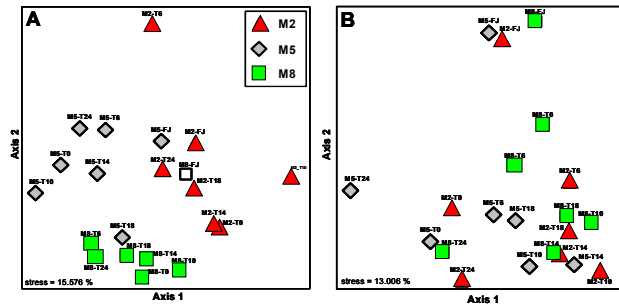 A
M2
M5
M8
M2-T6
M5-T24
M5-T6
M5-FJ
M2-FJ
M5-T0
M5-T14
M2-T24
M8-FJ
M2-T18
M5-T10
M2-T14
M2-T0
M8-T6
M5-T18
M8-T18
M8-T14
M8-T24
M8-T0
M8-T10
stress = 15.576 %
Axis 1
Axis 2
B
M8-FJ
M5-FJ
M2-FJ
M8-T0
M8-T6
M2-T6
M5-T24
M2-T0
M5-T6
M5-T18
M8-T18
M8-T10
M2-T18
M5-T0
M8-T24
M8-T14
M2-T14
M5-T10
M5-T14
M2-T24
M2-T10
stress = 13.006 %
Axis 1
Axis 2